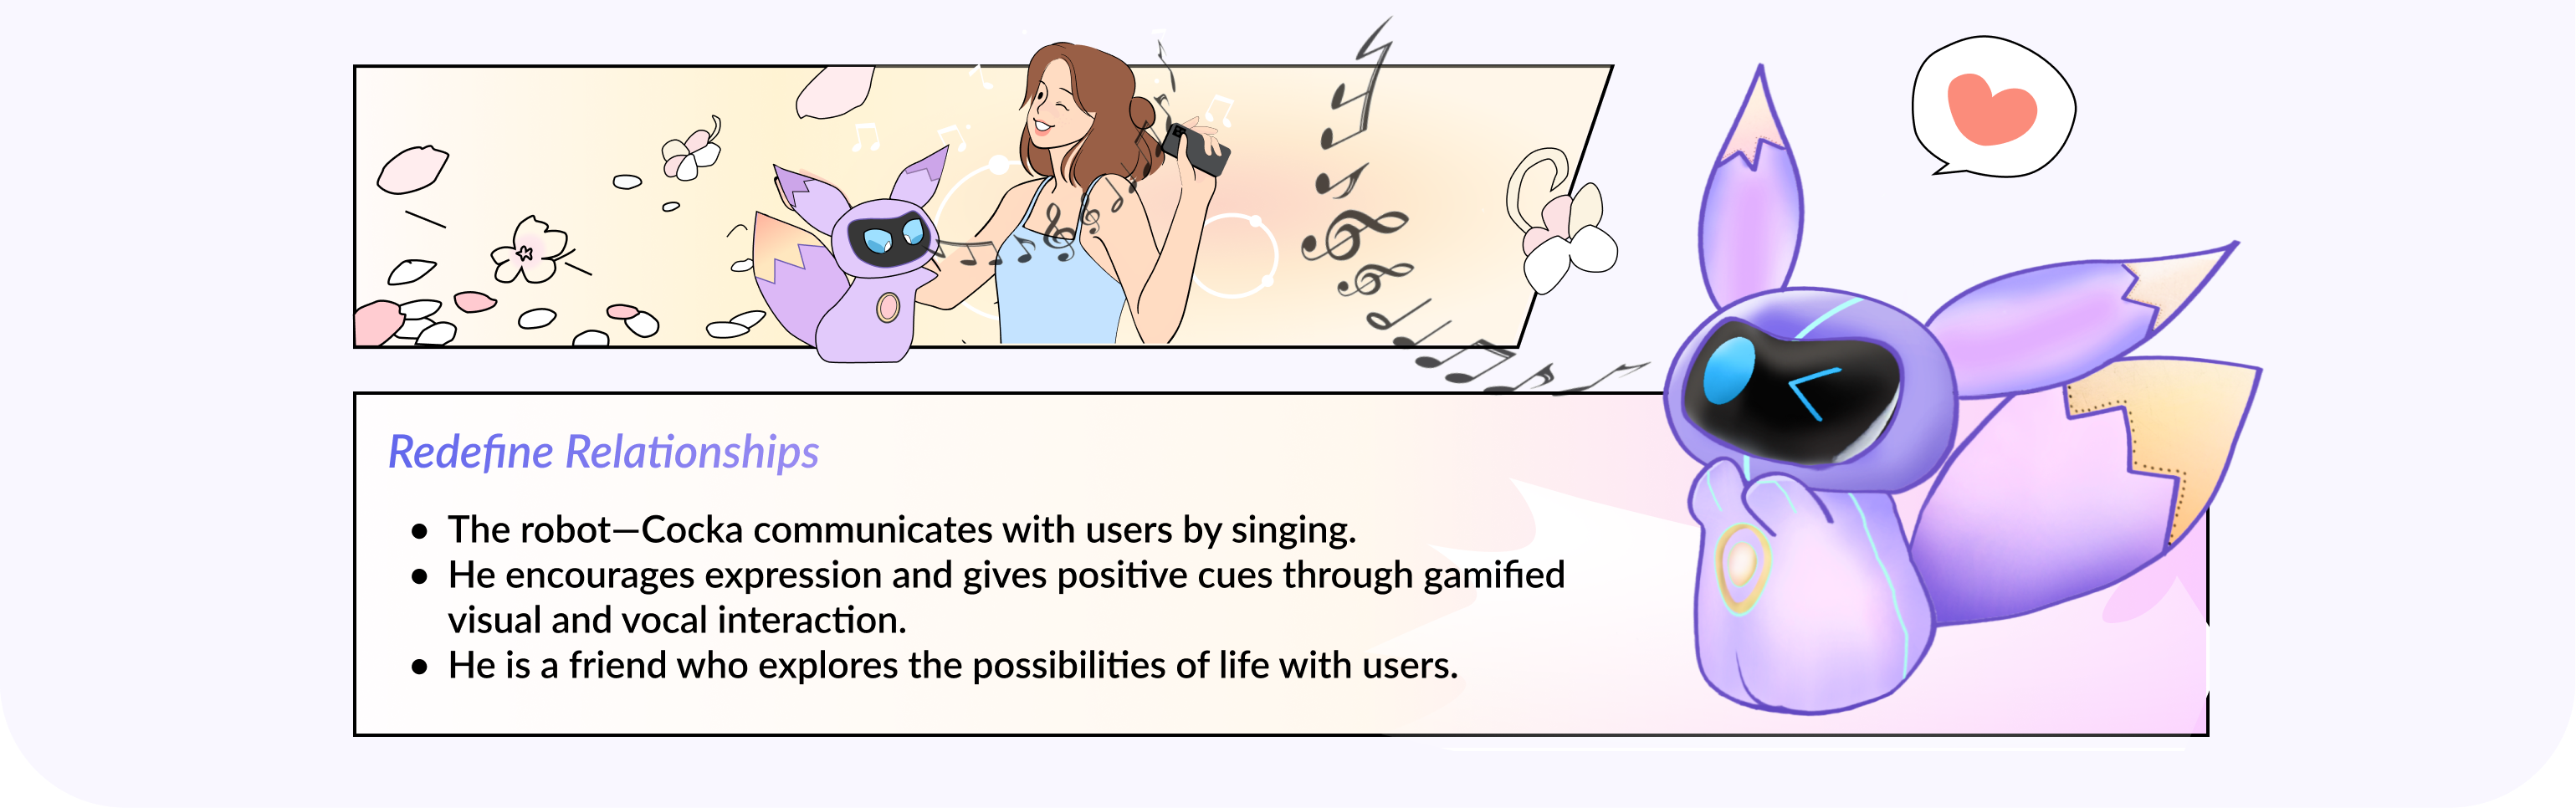 Redefine Relationships
• The robot—Cocka communicates with users by singing.
• He encourages expression and gives positive cues through gamified
visual and vocal interaction.
• He is a friend who explores the possibilities of life with users.